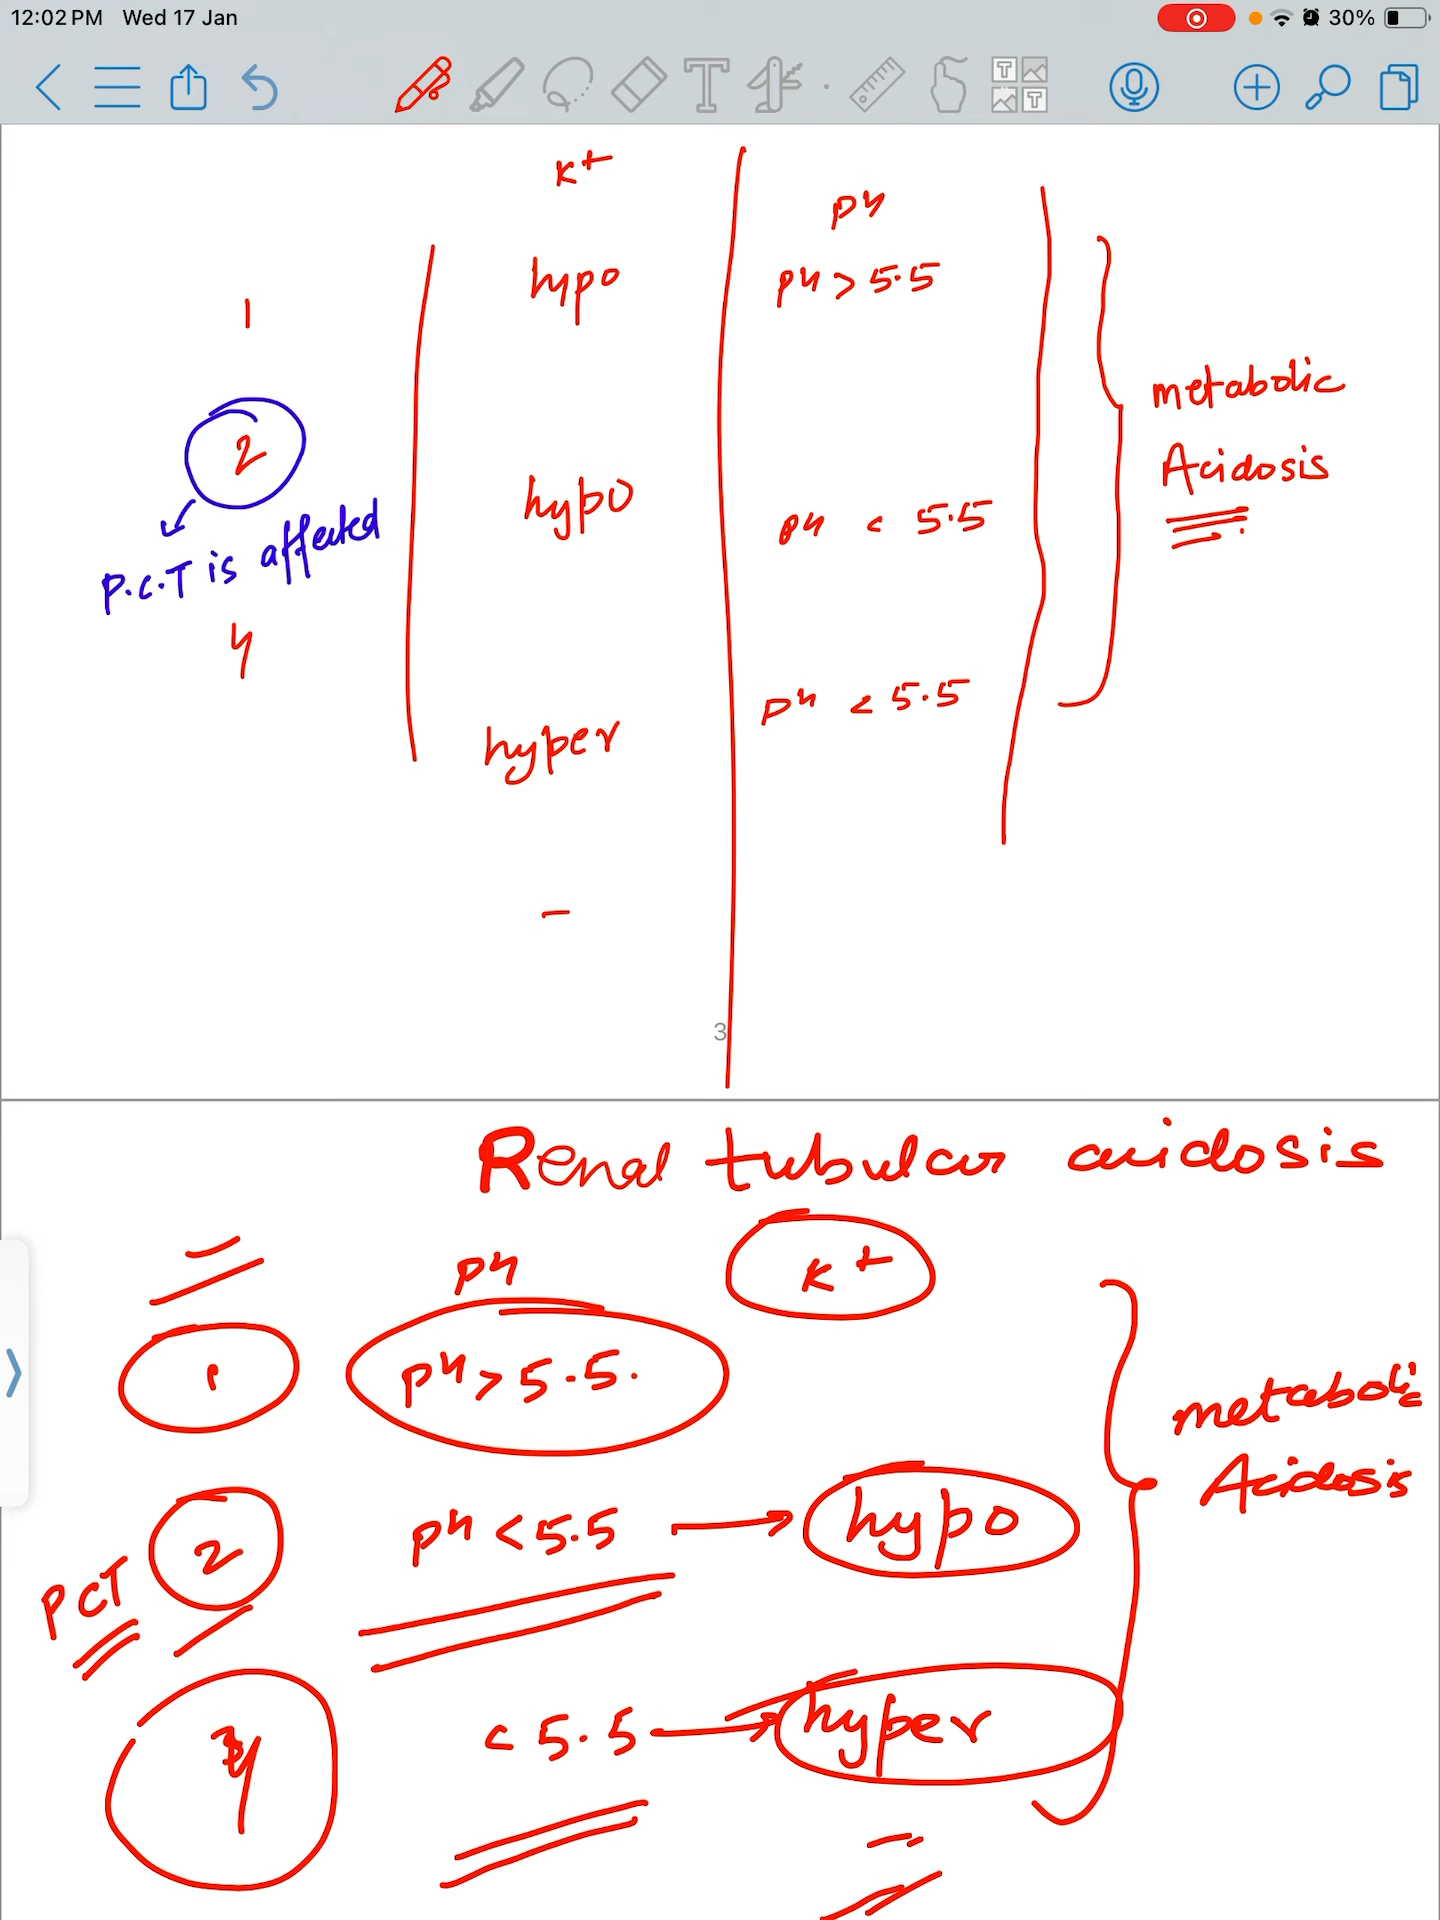 12:02 PM Wed 17 Jan
30%
K+
pH
hypo
pH > 5.5
1
metabolic
Acidosis
2
hypo
pH < 5.5
P.C.T is affected
4
pH < 5.5
hyper
3
Renal tubular acidosis
pH
K+
1
pH > 5.5.
metabolic
Acidosis
PCT
2
pH < 5.5
hypo
4
< 5.5
hyper